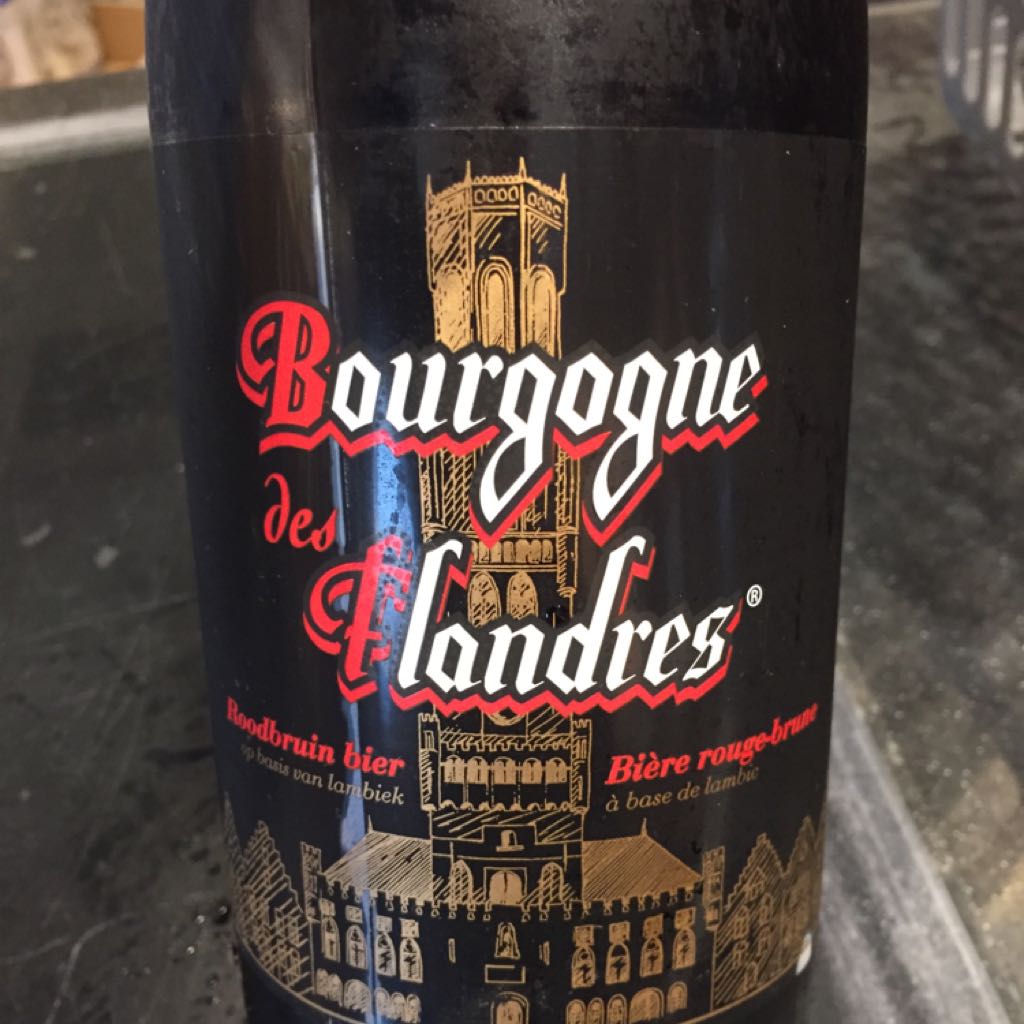 Bourgogne
des
Flandres®
Roodbruin bier
op basis van lambiek
Bière rouge-brune
à base de lambic